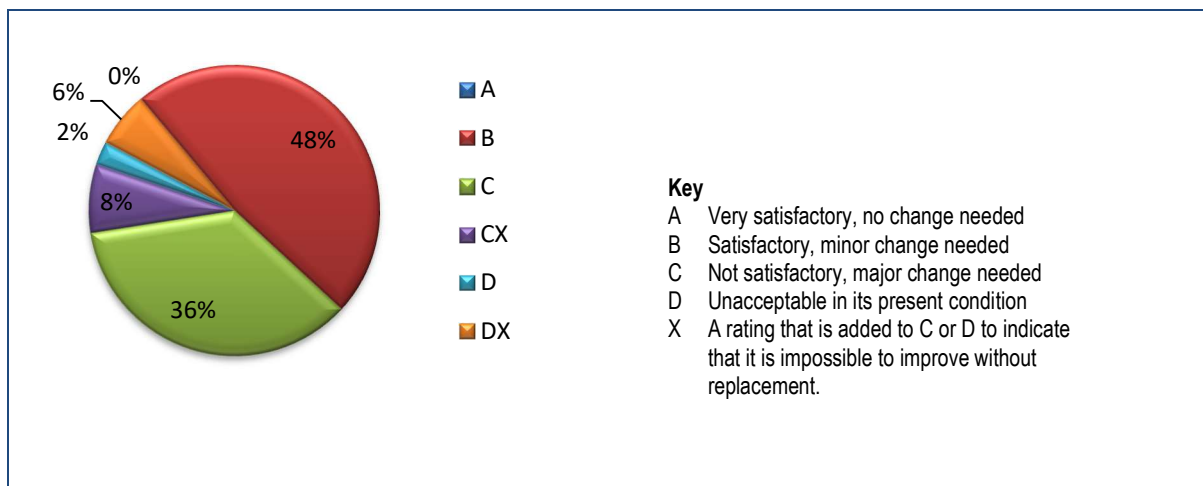 0%
6%
2%
8%
48%
36%
A
B
C
CX
D
DX
Key
A Very satisfactory, no change needed
B Satisfactory, minor change needed
C Not satisfactory, major change needed
D Unacceptable in its present condition
X A rating that is added to C or D to indicate
that it is impossible to improve without
replacement.